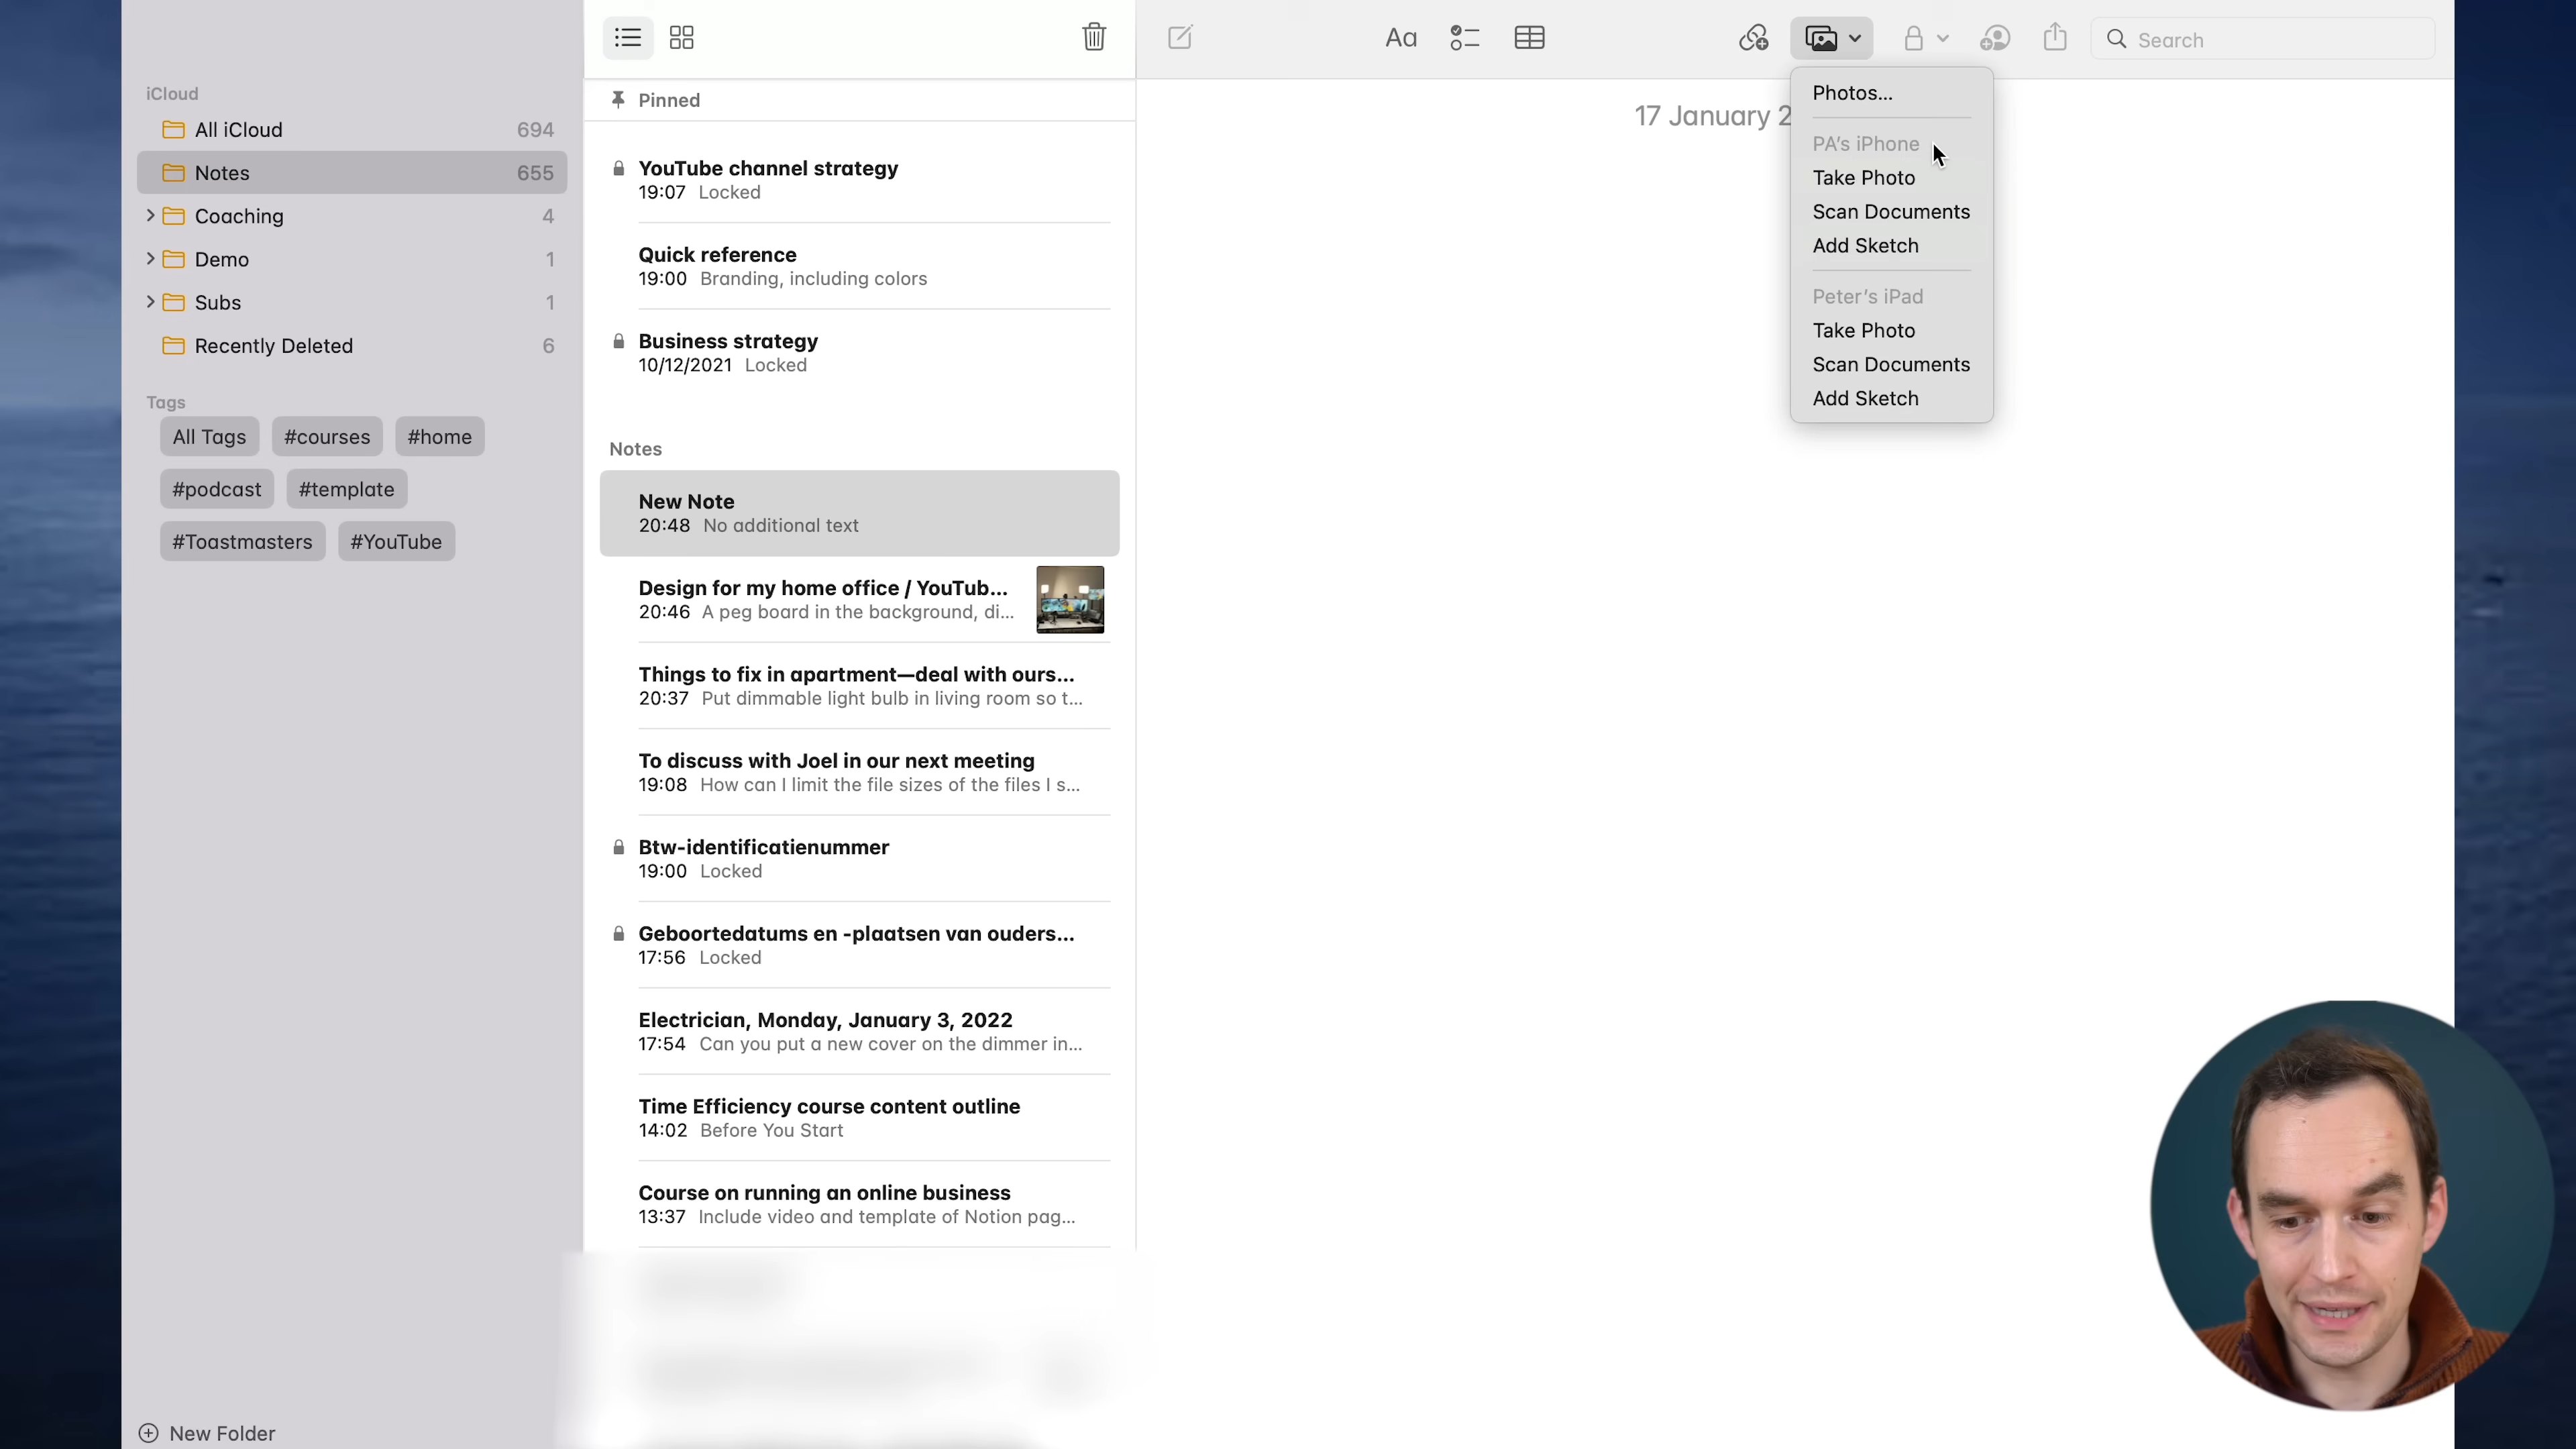 iCloud
All iCloud 694
Notes 655
Coaching 4
Demo 1
Subs 1
Recently Deleted 6
Tags
All Tags #courses #home
#podcast #template
#Toastmasters #YouTube
New Folder
Pinned
YouTube channel strategy
19:07 Locked
Quick reference
19:00 Branding, including colors
Business strategy
10/12/2021 Locked
Notes
New Note
20:48 No additional text
Design for my home office / YouTub...
20:46 A peg board in the background, di...
Things to fix in apartment—deal with ours...
20:37 Put dimmable light bulb in living room so t...
To discuss with Joel in our next meeting
19:08 How can I limit the file sizes of the files I s...
Btw-identificatienummer
19:00 Locked
Geboortedatums en -plaatsen van ouders...
17:56 Locked
Electrician, Monday, January 3, 2022
17:54 Can you put a new cover on the dimmer in...
Time Efficiency course content outline
14:02 Before You Start
Course on running an online business
13:37 Include video and template of Notion pag...
Aa
Search
17 January 2
Photos...
PA's iPhone
Take Photo
Scan Documents
Add Sketch
Peter's iPad
Take Photo
Scan Documents
Add Sketch